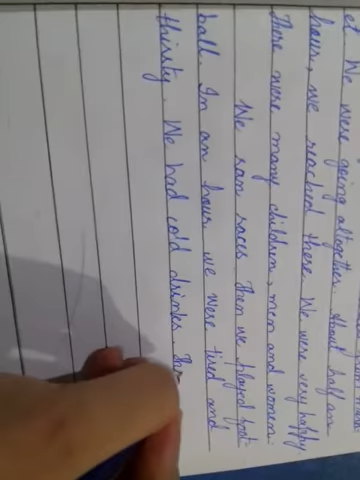 et. We were going altogether. About half an
hour, we reached there. We were very happy.
There were many children, men and women.
We ran races. Then we played foot-
ball. In an hour we were tired and
thirsty. We had cold drinks. The